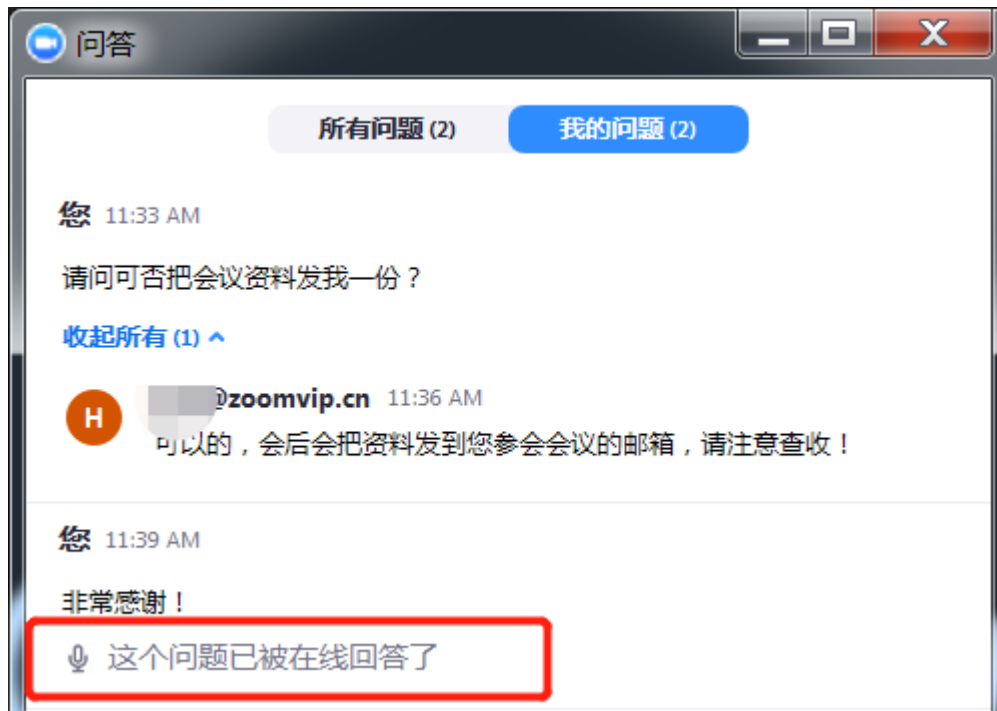 问答
所有问题 (2) 我的问题 (2)
您 11:33 AM
请问可否把会议资料发我一份？
收起所有 (1)
H @zoomvip.cn 11:36 AM
可以的，会后会把资料发到您参会会议的邮箱，请注意查收！
您 11:39 AM
非常感谢！
这个问题已被在线回答了